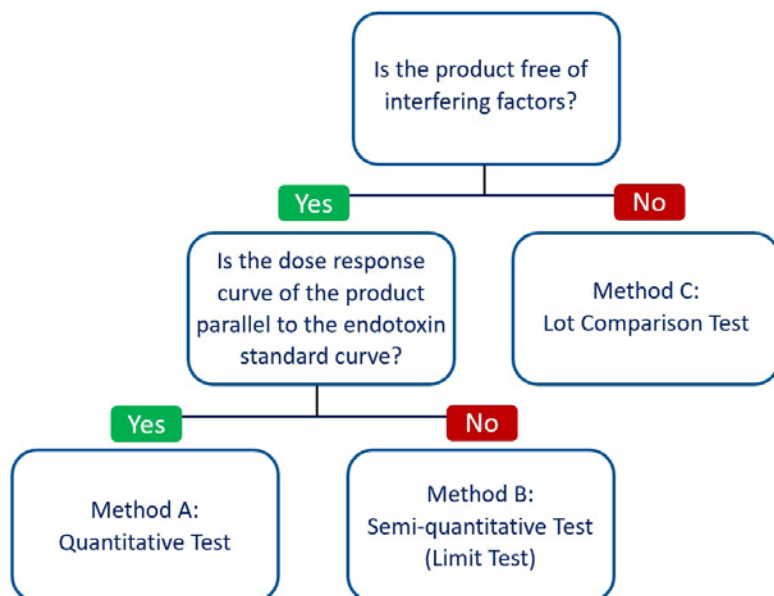 Is the product free of
interfering factors?
Yes
No
Is the dose response
curve of the product
parallel to the endotoxin
standard curve?
Method C:
Lot Comparison Test
Yes
No
Method A:
Quantitative Test
Method B:
Semi-quantitative Test
(Limit Test)